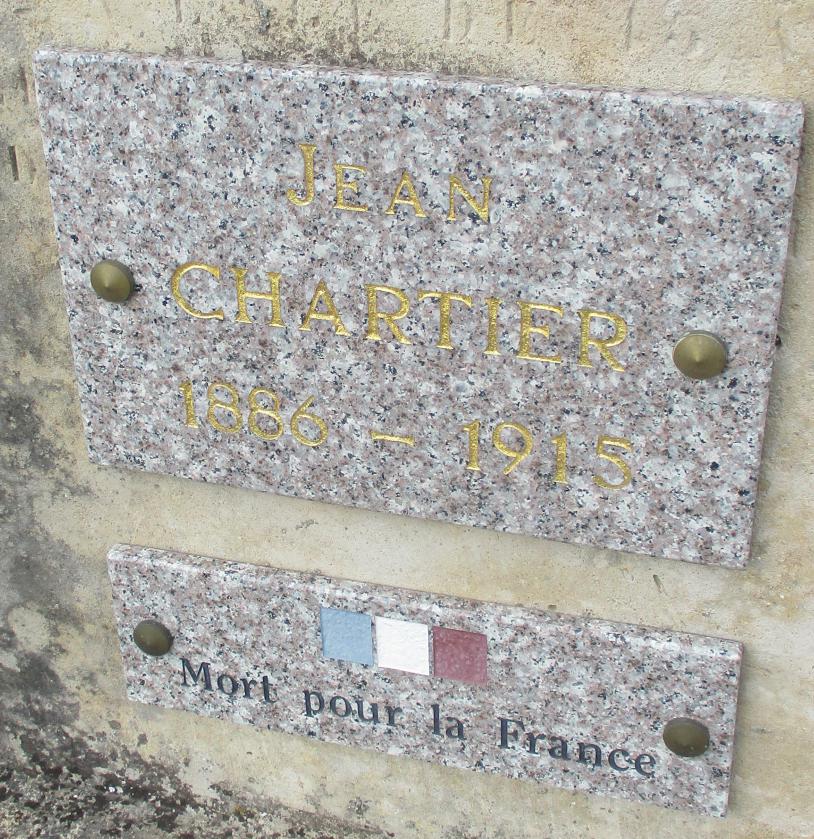 JEAN
CHARTIER
1886 – 1915
Mort pour la France